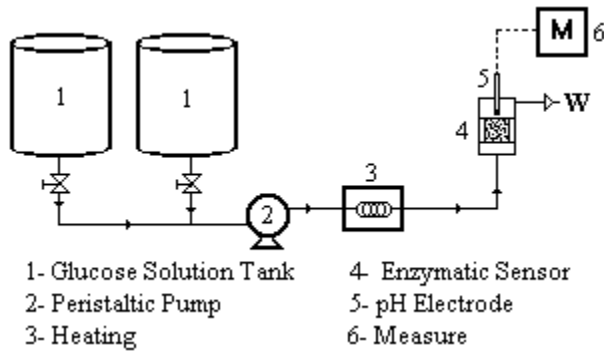 M
6
5
1
1
W
4
3
2
1- Glucose Solution Tank
2- Peristaltic Pump
3- Heating
4- Enzymatic Sensor
5- pH Electrode
6- Measure